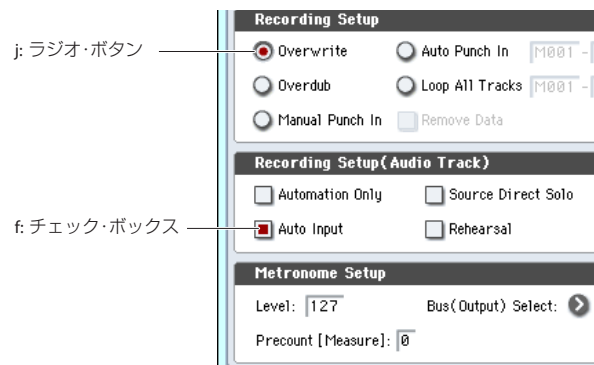 Recording Setup
j: ラジオ･ボタン
Overwrite Auto Punch In M001 -
Overdub Loop All Tracks M001 -
Manual Punch In Remove Data
Recording Setup(Audio Track)
Automation Only Source Direct Solo
f: チェック･ボックス
Auto Input Rehearsal
Metronome Setup
Level: 127 Bus(Output) Select:
Precount [Measure]: 0